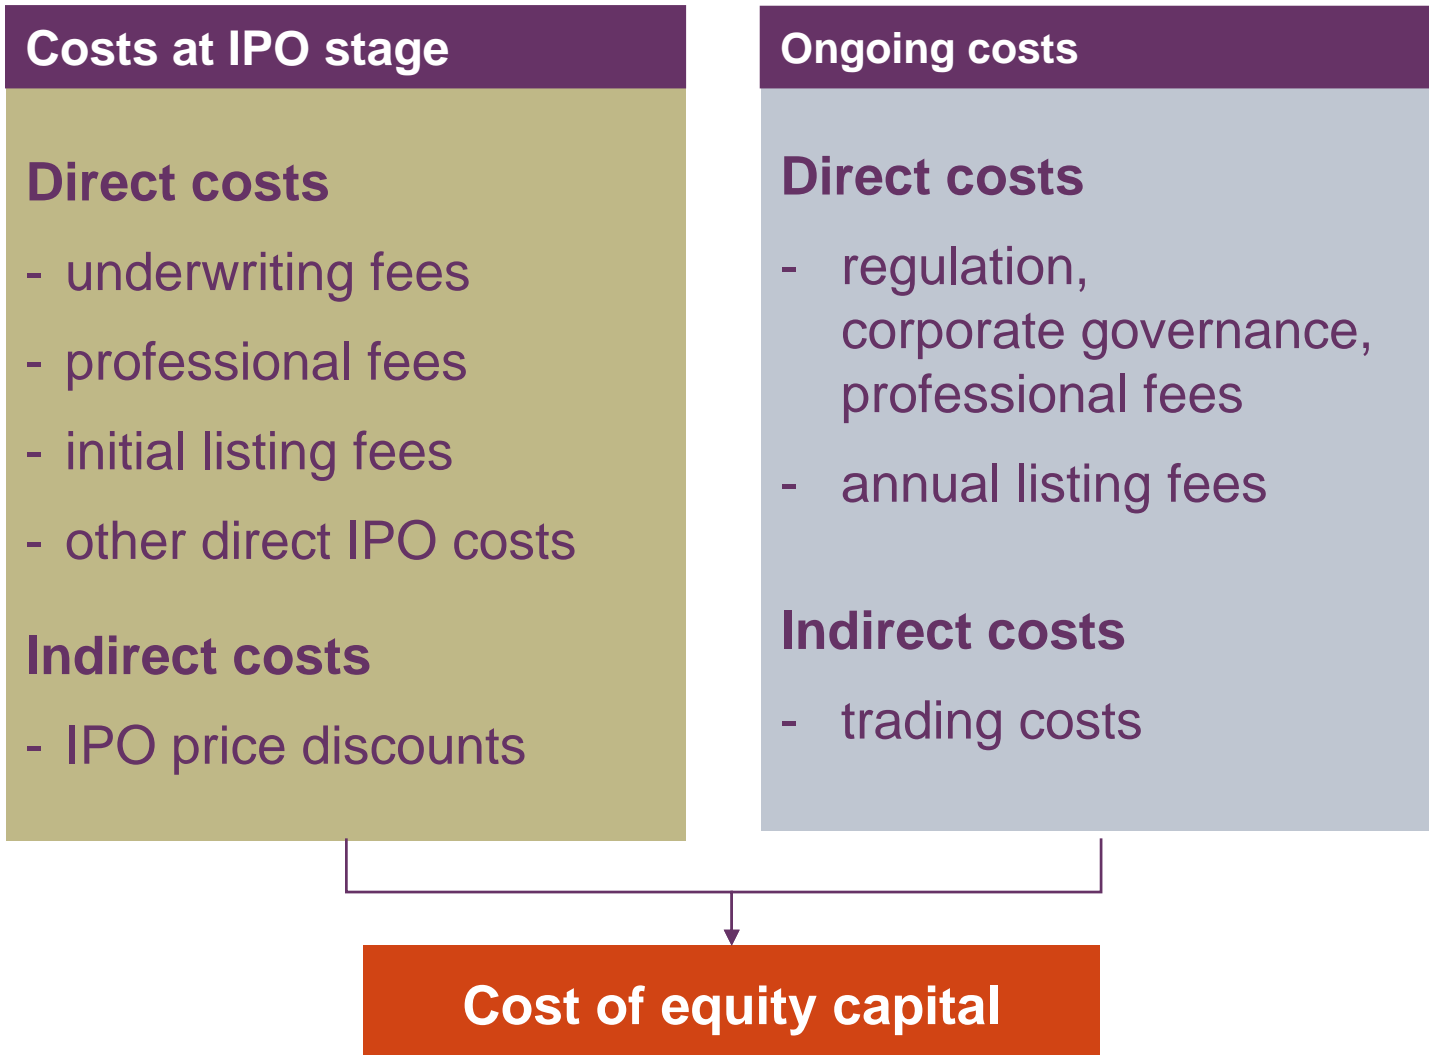 Costs at IPO stage
Direct costs
- underwriting fees
- professional fees
- initial listing fees
- other direct IPO costs
Indirect costs
- IPO price discounts
Ongoing costs
Direct costs
- regulation,
corporate governance,
professional fees
- annual listing fees
Indirect costs
- trading costs
Cost of equity capital